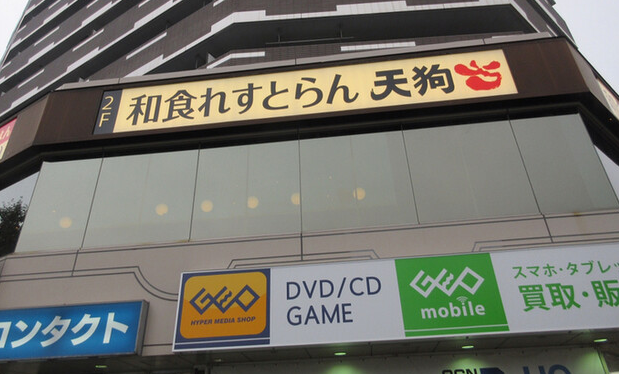 2F 和食れすとらん 天狗
GEO
HYPER MEDIA SHOP
DVD/CD
GAME
GEO
mobile
スマホ・タブレッ
買取・販
コンタクト
UQ